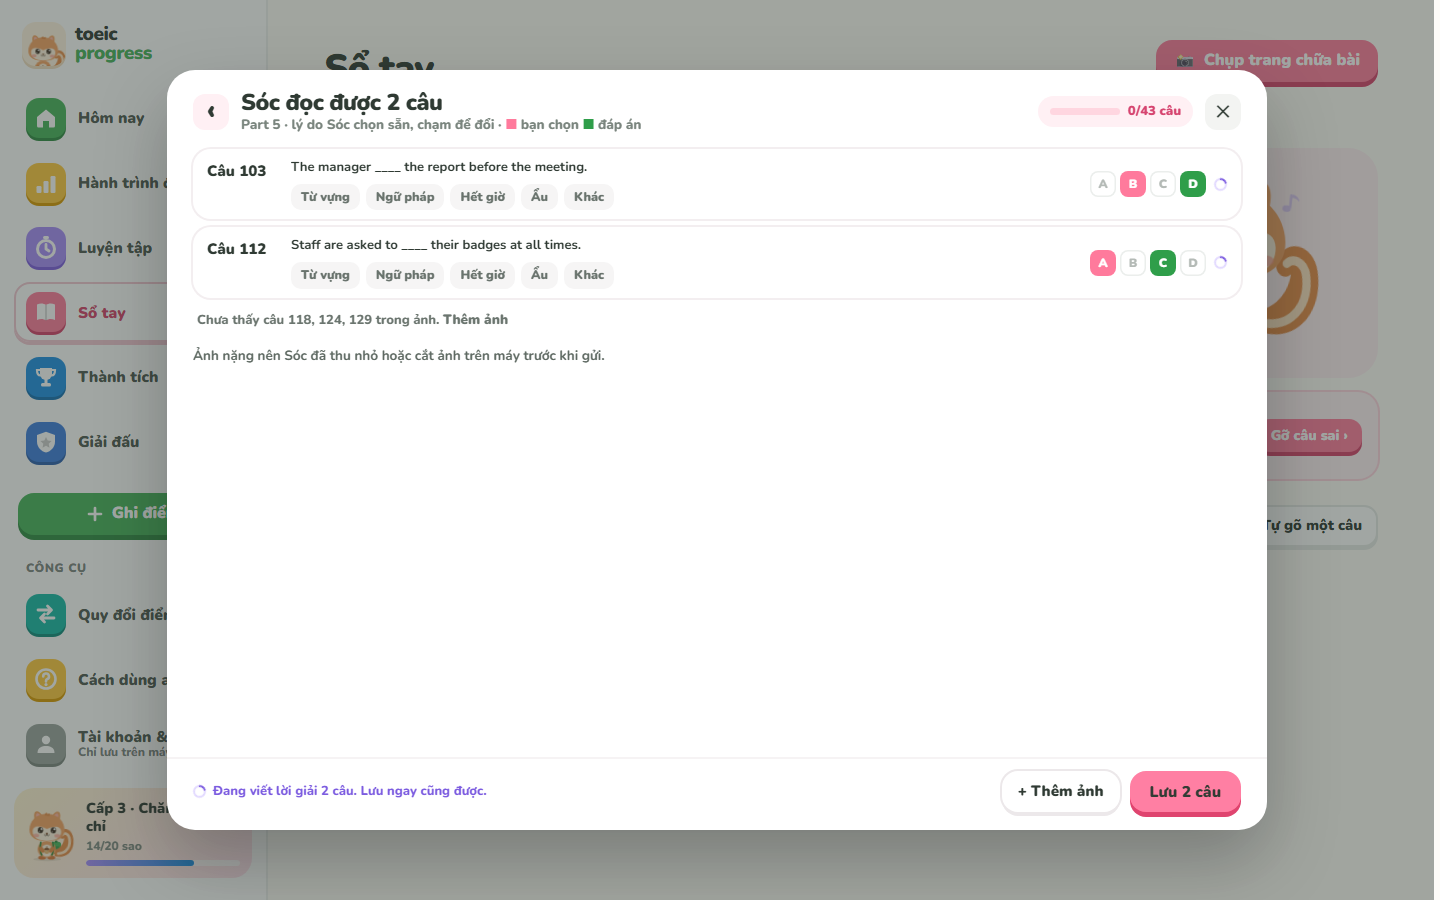 toeic
progress
Hôm nay
Hành trình
Luyện tập
Sổ tay
Thành tích
Giải đấu
Ghi
CÔNG CỤ
Quy đổi
Cách dùng
Tài khoản &
Chỉ lưu trên
Cấp 3 ·
chỉ
14/20 sao
Sổ tay
Chụp trang chữa bài
Sóc đọc được 2 câu
Part 5 · lý do Sóc chọn sẵn, chạm để đổi · bạn chọn đáp án
0/43 câu
Câu 103
The manager ____ the report before the meeting.
Từ vựng Ngữ pháp Hết giờ Ẩu Khác
A B C D
Câu 112
Staff are asked to ____ their badges at all times.
Từ vựng Ngữ pháp Hết giờ Ẩu Khác
A B C D
Chưa thấy câu 118, 124, 129 trong ảnh. Thêm ảnh
Ảnh nặng nên Sóc đã thu nhỏ hoặc cắt ảnh trên máy trước khi gửi.
Gỡ câu sai ›
Tự gõ một câu
Đang viết lời giải 2 câu. Lưu ngay cũng được.
+ Thêm ảnh
Lưu 2 câu